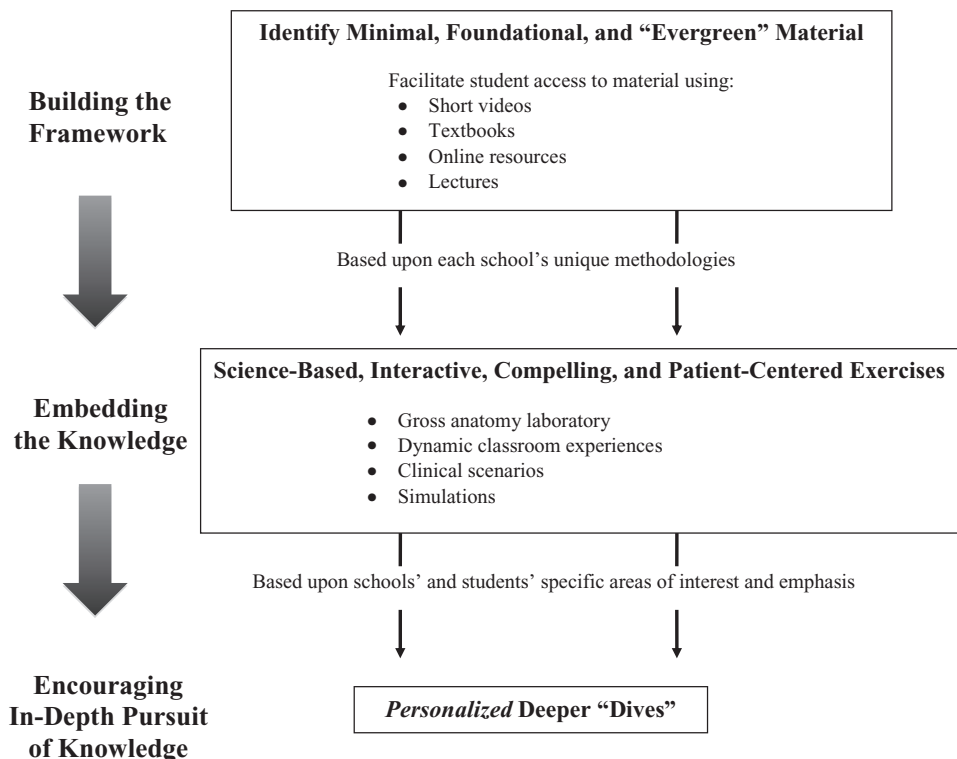 Identify Minimal, Foundational, and “Evergreen” Material
Facilitate student access to material using:
● Short videos
● Textbooks
● Online resources
● Lectures
Building the
Framework
Based upon each school’s unique methodologies
Science-Based, Interactive, Compelling, and Patient-Centered Exercises
● Gross anatomy laboratory
● Dynamic classroom experiences
● Clinical scenarios
● Simulations
Embedding
the Knowledge
Based upon schools’ and students’ specific areas of interest and emphasis
Encouraging
In-Depth Pursuit
of Knowledge
Personalized Deeper “Dives”